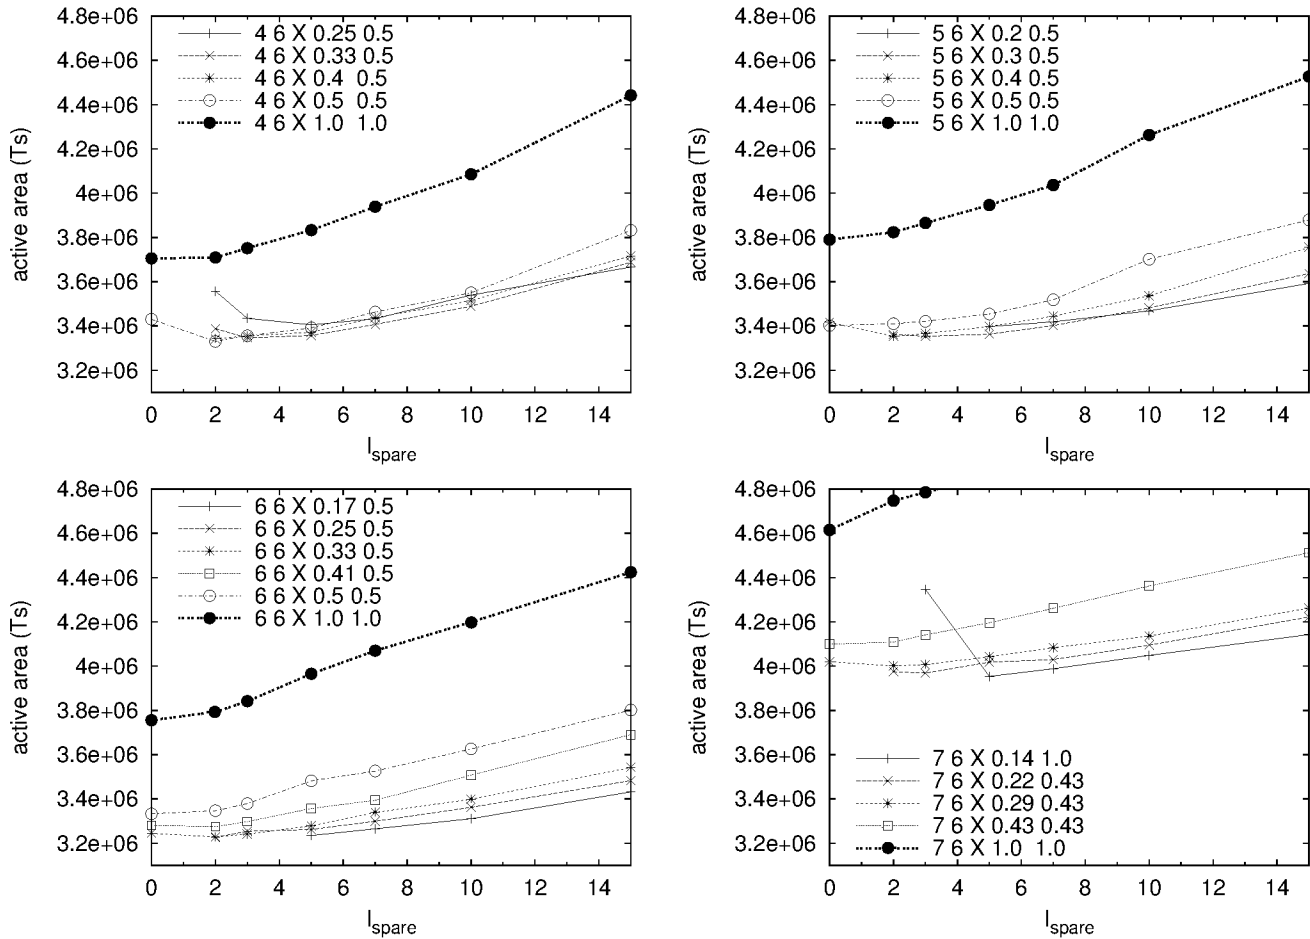 4.8e+06
4.6e+06
4.4e+06
4.2e+06
4e+06
3.8e+06
3.6e+06
3.4e+06
3.2e+06
active area (Ts)
4 6 X 0.25 0.5
4 6 X 0.33 0.5
4 6 X 0.4 0.5
4 6 X 0.5 0.5
4 6 X 1.0 1.0
0 2 4 6 8 10 12 14
I_spare
4.8e+06
4.6e+06
4.4e+06
4.2e+06
4e+06
3.8e+06
3.6e+06
3.4e+06
3.2e+06
active area (Ts)
5 6 X 0.2 0.5
5 6 X 0.3 0.5
5 6 X 0.4 0.5
5 6 X 0.5 0.5
5 6 X 1.0 1.0
0 2 4 6 8 10 12 14
I_spare
4.8e+06
4.6e+06
4.4e+06
4.2e+06
4e+06
3.8e+06
3.6e+06
3.4e+06
3.2e+06
active area (Ts)
6 6 X 0.17 0.5
6 6 X 0.25 0.5
6 6 X 0.33 0.5
6 6 X 0.41 0.5
6 6 X 0.5 0.5
6 6 X 1.0 1.0
0 2 4 6 8 10 12 14
I_spare
4.8e+06
4.6e+06
4.4e+06
4.2e+06
4e+06
3.8e+06
3.6e+06
3.4e+06
3.2e+06
active area (Ts)
7 6 X 0.14 1.0
7 6 X 0.22 0.43
7 6 X 0.29 0.43
7 6 X 0.43 0.43
7 6 X 1.0 1.0
0 2 4 6 8 10 12 14
I_spare